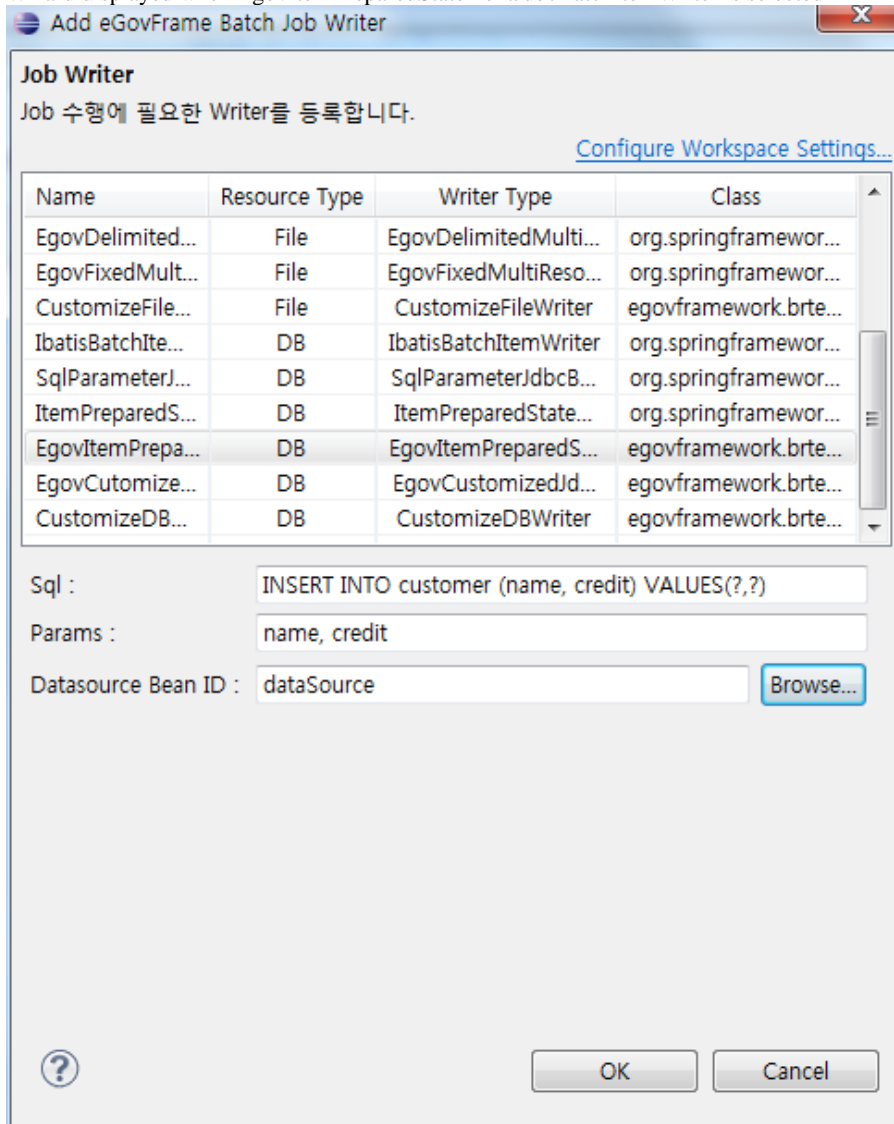 Add eGovFrame Batch Job Writer
Job Writer
Job 수행에 필요한 Writer를 등록합니다.
Configure Workspace Settings...
Name Resource Type Writer Type Class
EgovDelimited... File EgovDelimitedMulti... org.springframewor...
EgovFixedMult... File EgovFixedMultiReso... org.springframewor...
CustomizeFile... File CustomizeFileWriter egovframework.brte...
IbatisBatchIte... DB IbatisBatchItemWriter org.springframewor...
SqlParameterJ... DB SqlParameterJdbcB... org.springframewor...
ItemPreparedS... DB ItemPreparedState... org.springframewor...
EgovItemPrepa... DB EgovItemPreparedS... egovframework.brte...
EgovCutomize... DB EgovCustomizedJd... egovframework.brte...
CustomizeDB... DB CustomizeDBWriter egovframework.brte...
Sql : INSERT INTO customer (name, credit) VALUES(?,?)
Params : name, credit
Datasource Bean ID : dataSource Browse...
? OK Cancel